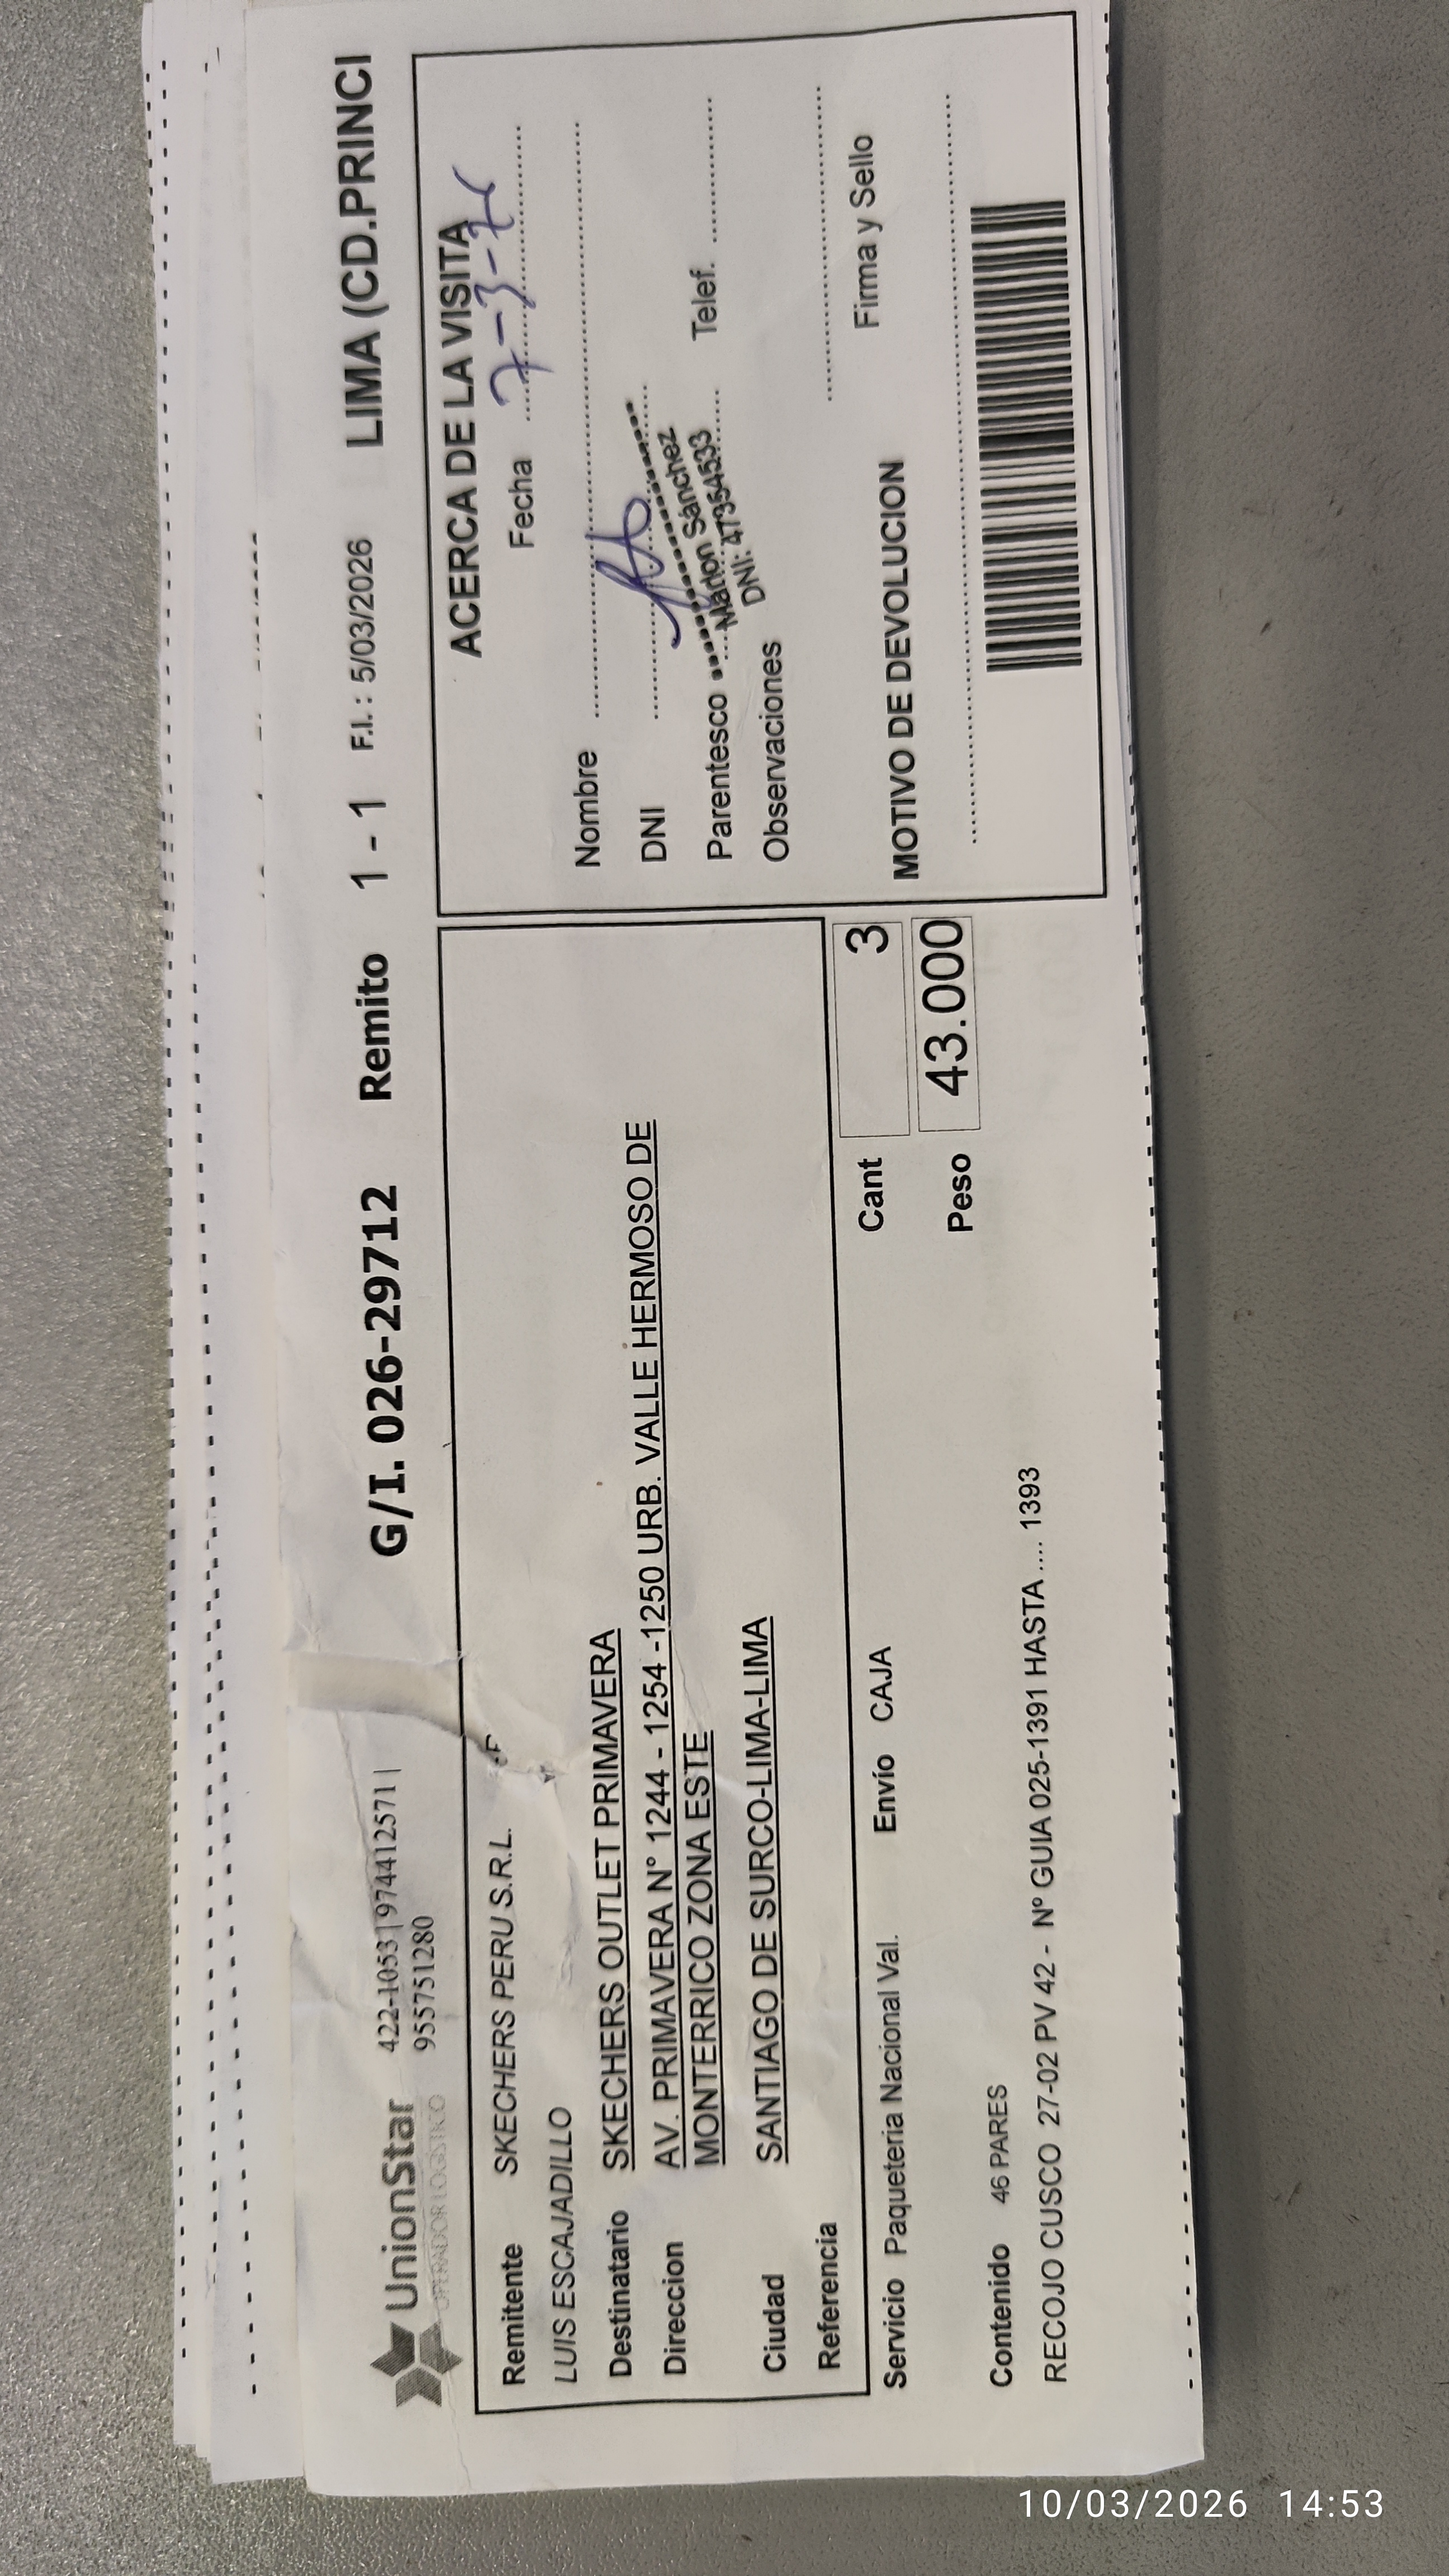 UnionStar
OPERADOR LOGISTICO
422-1053 | 974412571 |
955751280
G/I. 026-29712 Remito 1 - 1 F.I. : 5/03/2026 LIMA (CD.PRINCI
Remitente SKECHERS PERU S.R.L.
LUIS ESCAJADILLO
Destinatario SKECHERS OUTLET PRIMAVERA
Direccion AV. PRIMAVERA N° 1244 - 1254 -1250 URB. VALLE HERMOSO DE
MONTERRICO ZONA ESTE
Ciudad SANTIAGO DE SURCO-LIMA-LIMA
Referencia
Servicio Paqueteria Nacional Val. Envío CAJA Cant 3
Peso 43.000
Contenido 46 PARES
RECOJO CUSCO 27-02 PV 42 - Nº GUIA 025-1391 HASTA .... 1393
ACERCA DE LA VISITA
Fecha 7-3-26
Nombre
DNI
Parentesco Telef.
Marlon Sánchez
DNI: 47354533
Observaciones
Firma y Sello
MOTIVO DE DEVOLUCION
10/03/2026 14:53